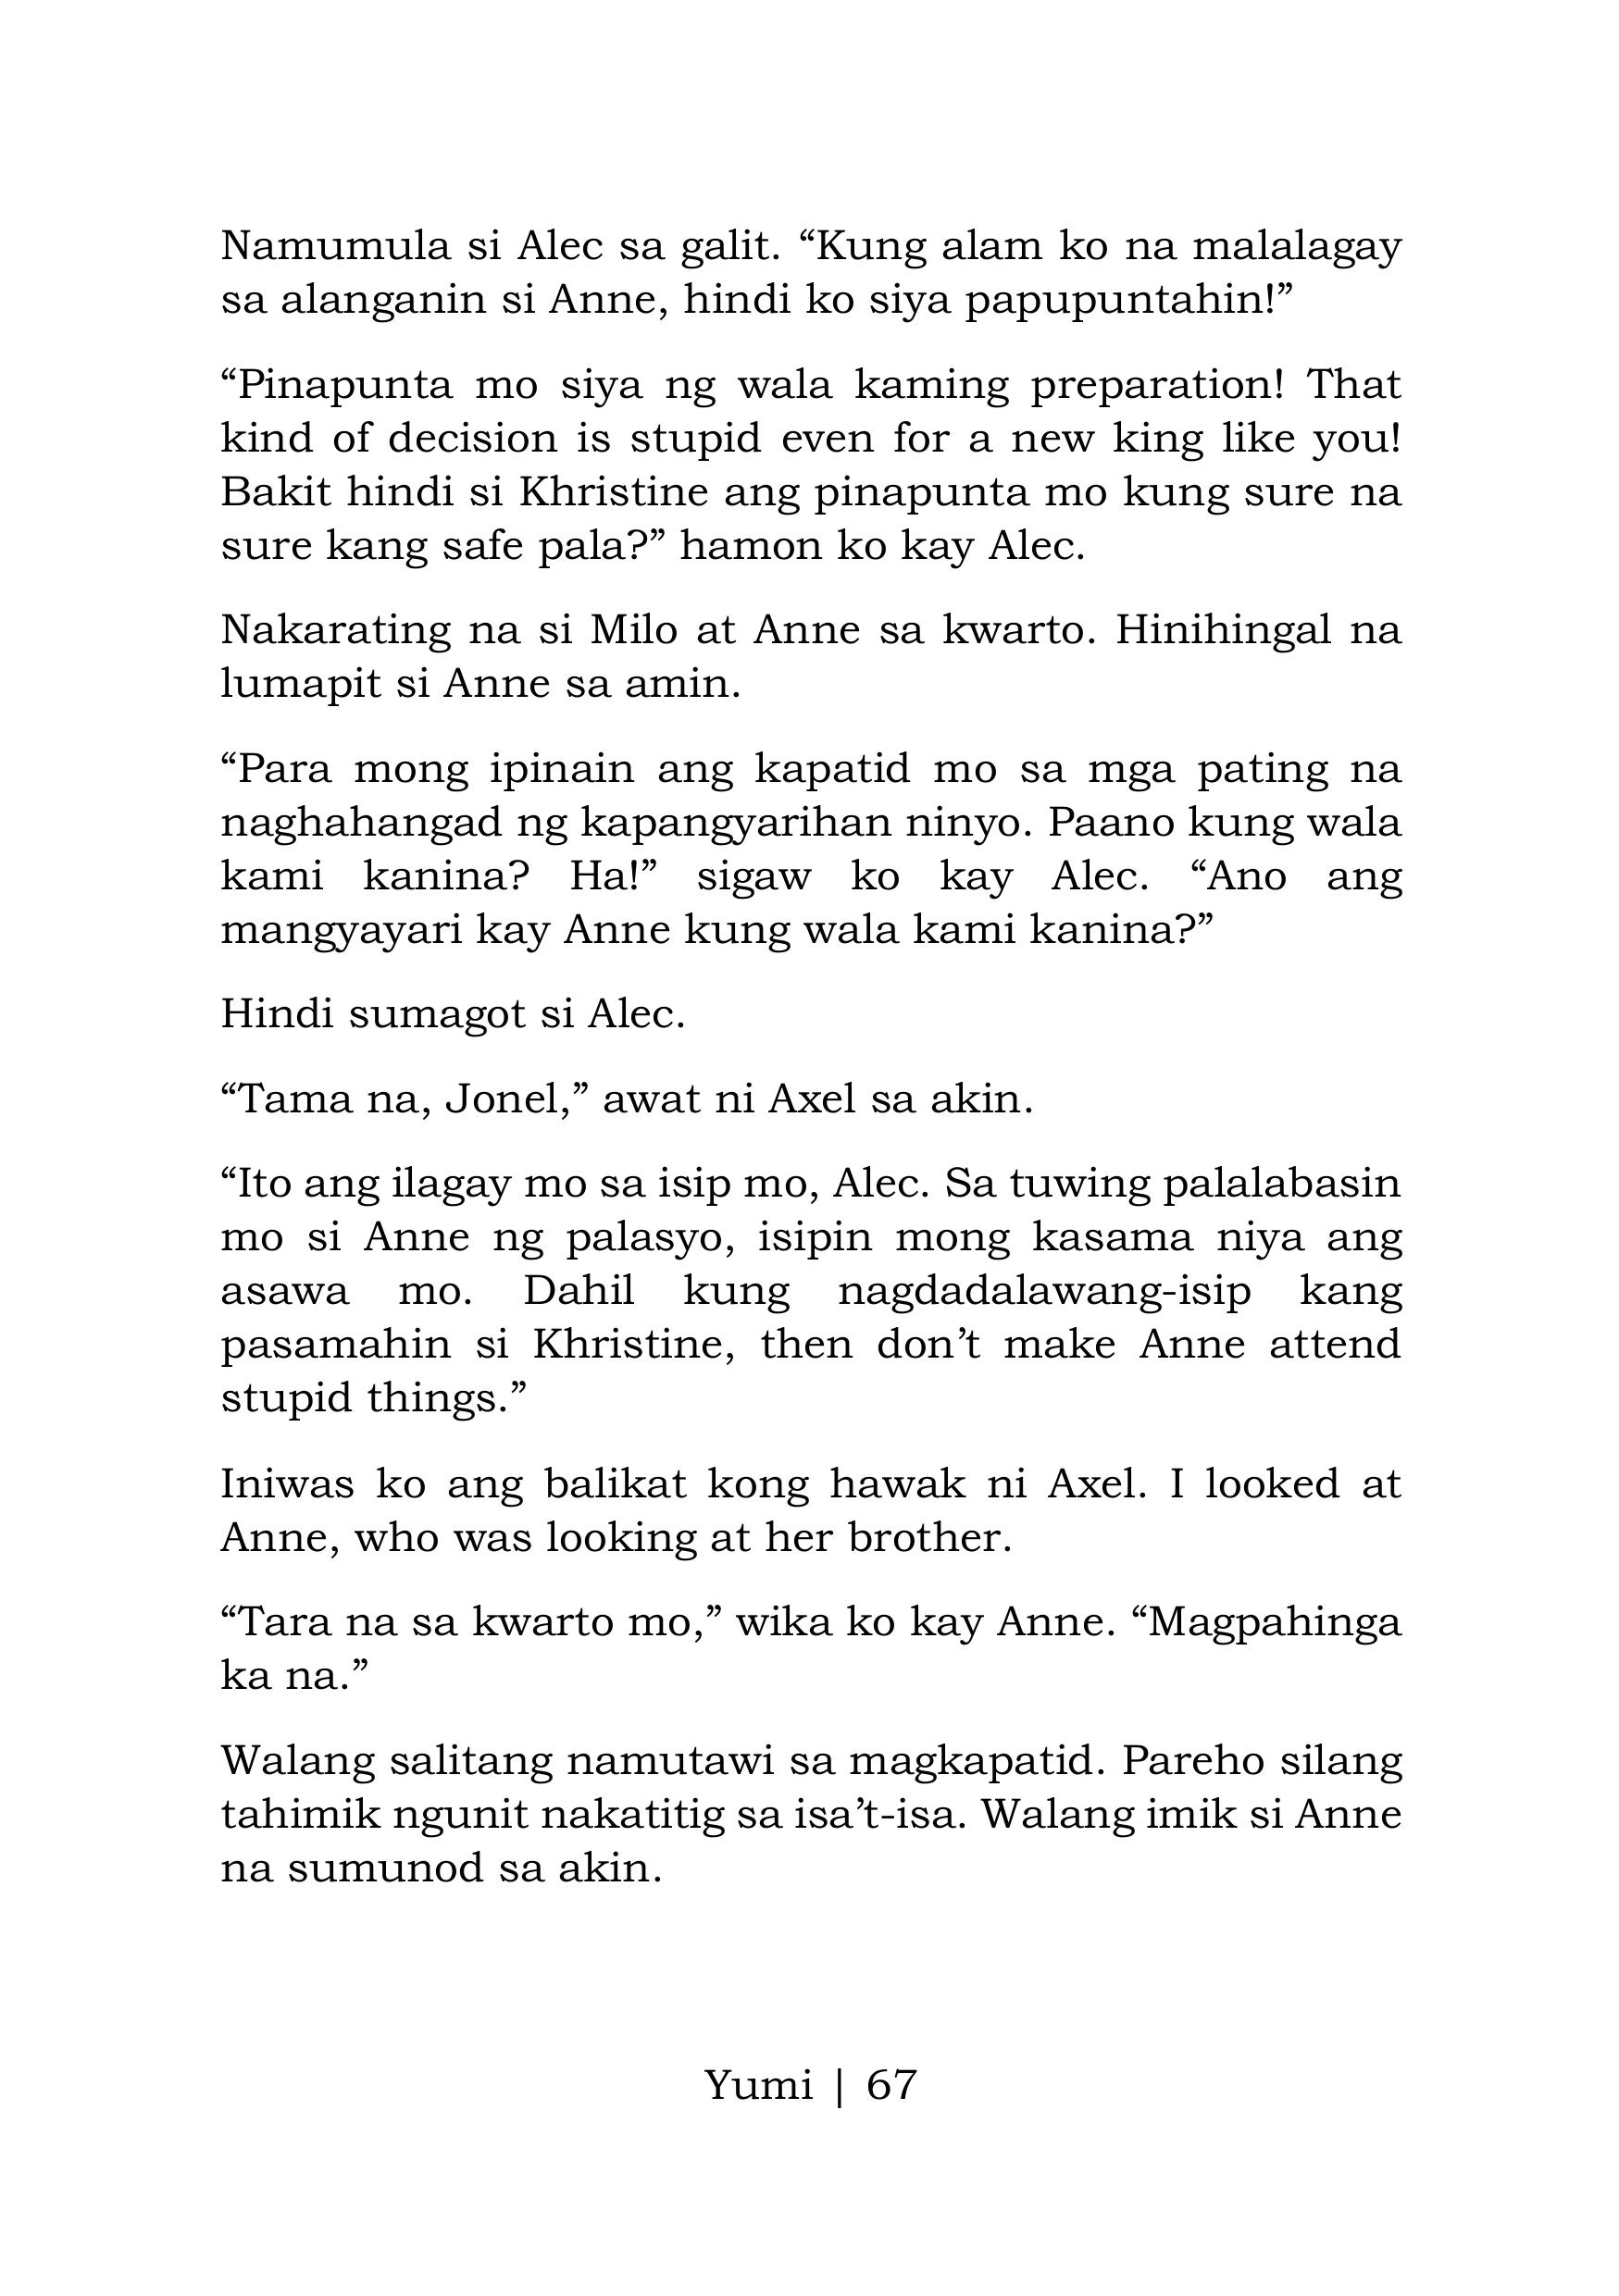 Namumula si Alec sa galit. “Kung alam ko na malalagay
sa alanganin si Anne, hindi ko siya papupuntahin!”
“Pinapunta mo siya ng wala kaming preparation! That
kind of decision is stupid even for a new king like you!
Bakit hindi si Khristine ang pinapunta mo kung sure na
sure kang safe pala?” hamon ko kay Alec.
Nakarating na si Milo at Anne sa kwarto. Hinihingal na
lumapit si Anne sa amin.
“Para mong ipinain ang kapatid mo sa mga pating na
naghahangad ng kapangyarihan ninyo. Paano kung wala
kami kanina? Ha!” sigaw ko kay Alec. “Ano ang
mangyayari kay Anne kung wala kami kanina?”
Hindi sumagot si Alec.
“Tama na, Jonel,” awat ni Axel sa akin.
“Ito ang ilagay mo sa isip mo, Alec. Sa tuwing palalabasin
mo si Anne ng palasyo, isipin mong kasama niya ang
asawa mo. Dahil kung nagdadalawang-isip kang
pasamahin si Khristine, then don’t make Anne attend
stupid things.”
Iniwas ko ang balikat kong hawak ni Axel. I looked at
Anne, who was looking at her brother.
“Tara na sa kwarto mo,” wika ko kay Anne. “Magpahinga
ka na.”
Walang salitang namutawi sa magkapatid. Pareho silang
tahimik ngunit nakatitig sa isa’t-isa. Walang imik si Anne
na sumunod sa akin.
Yumi | 67